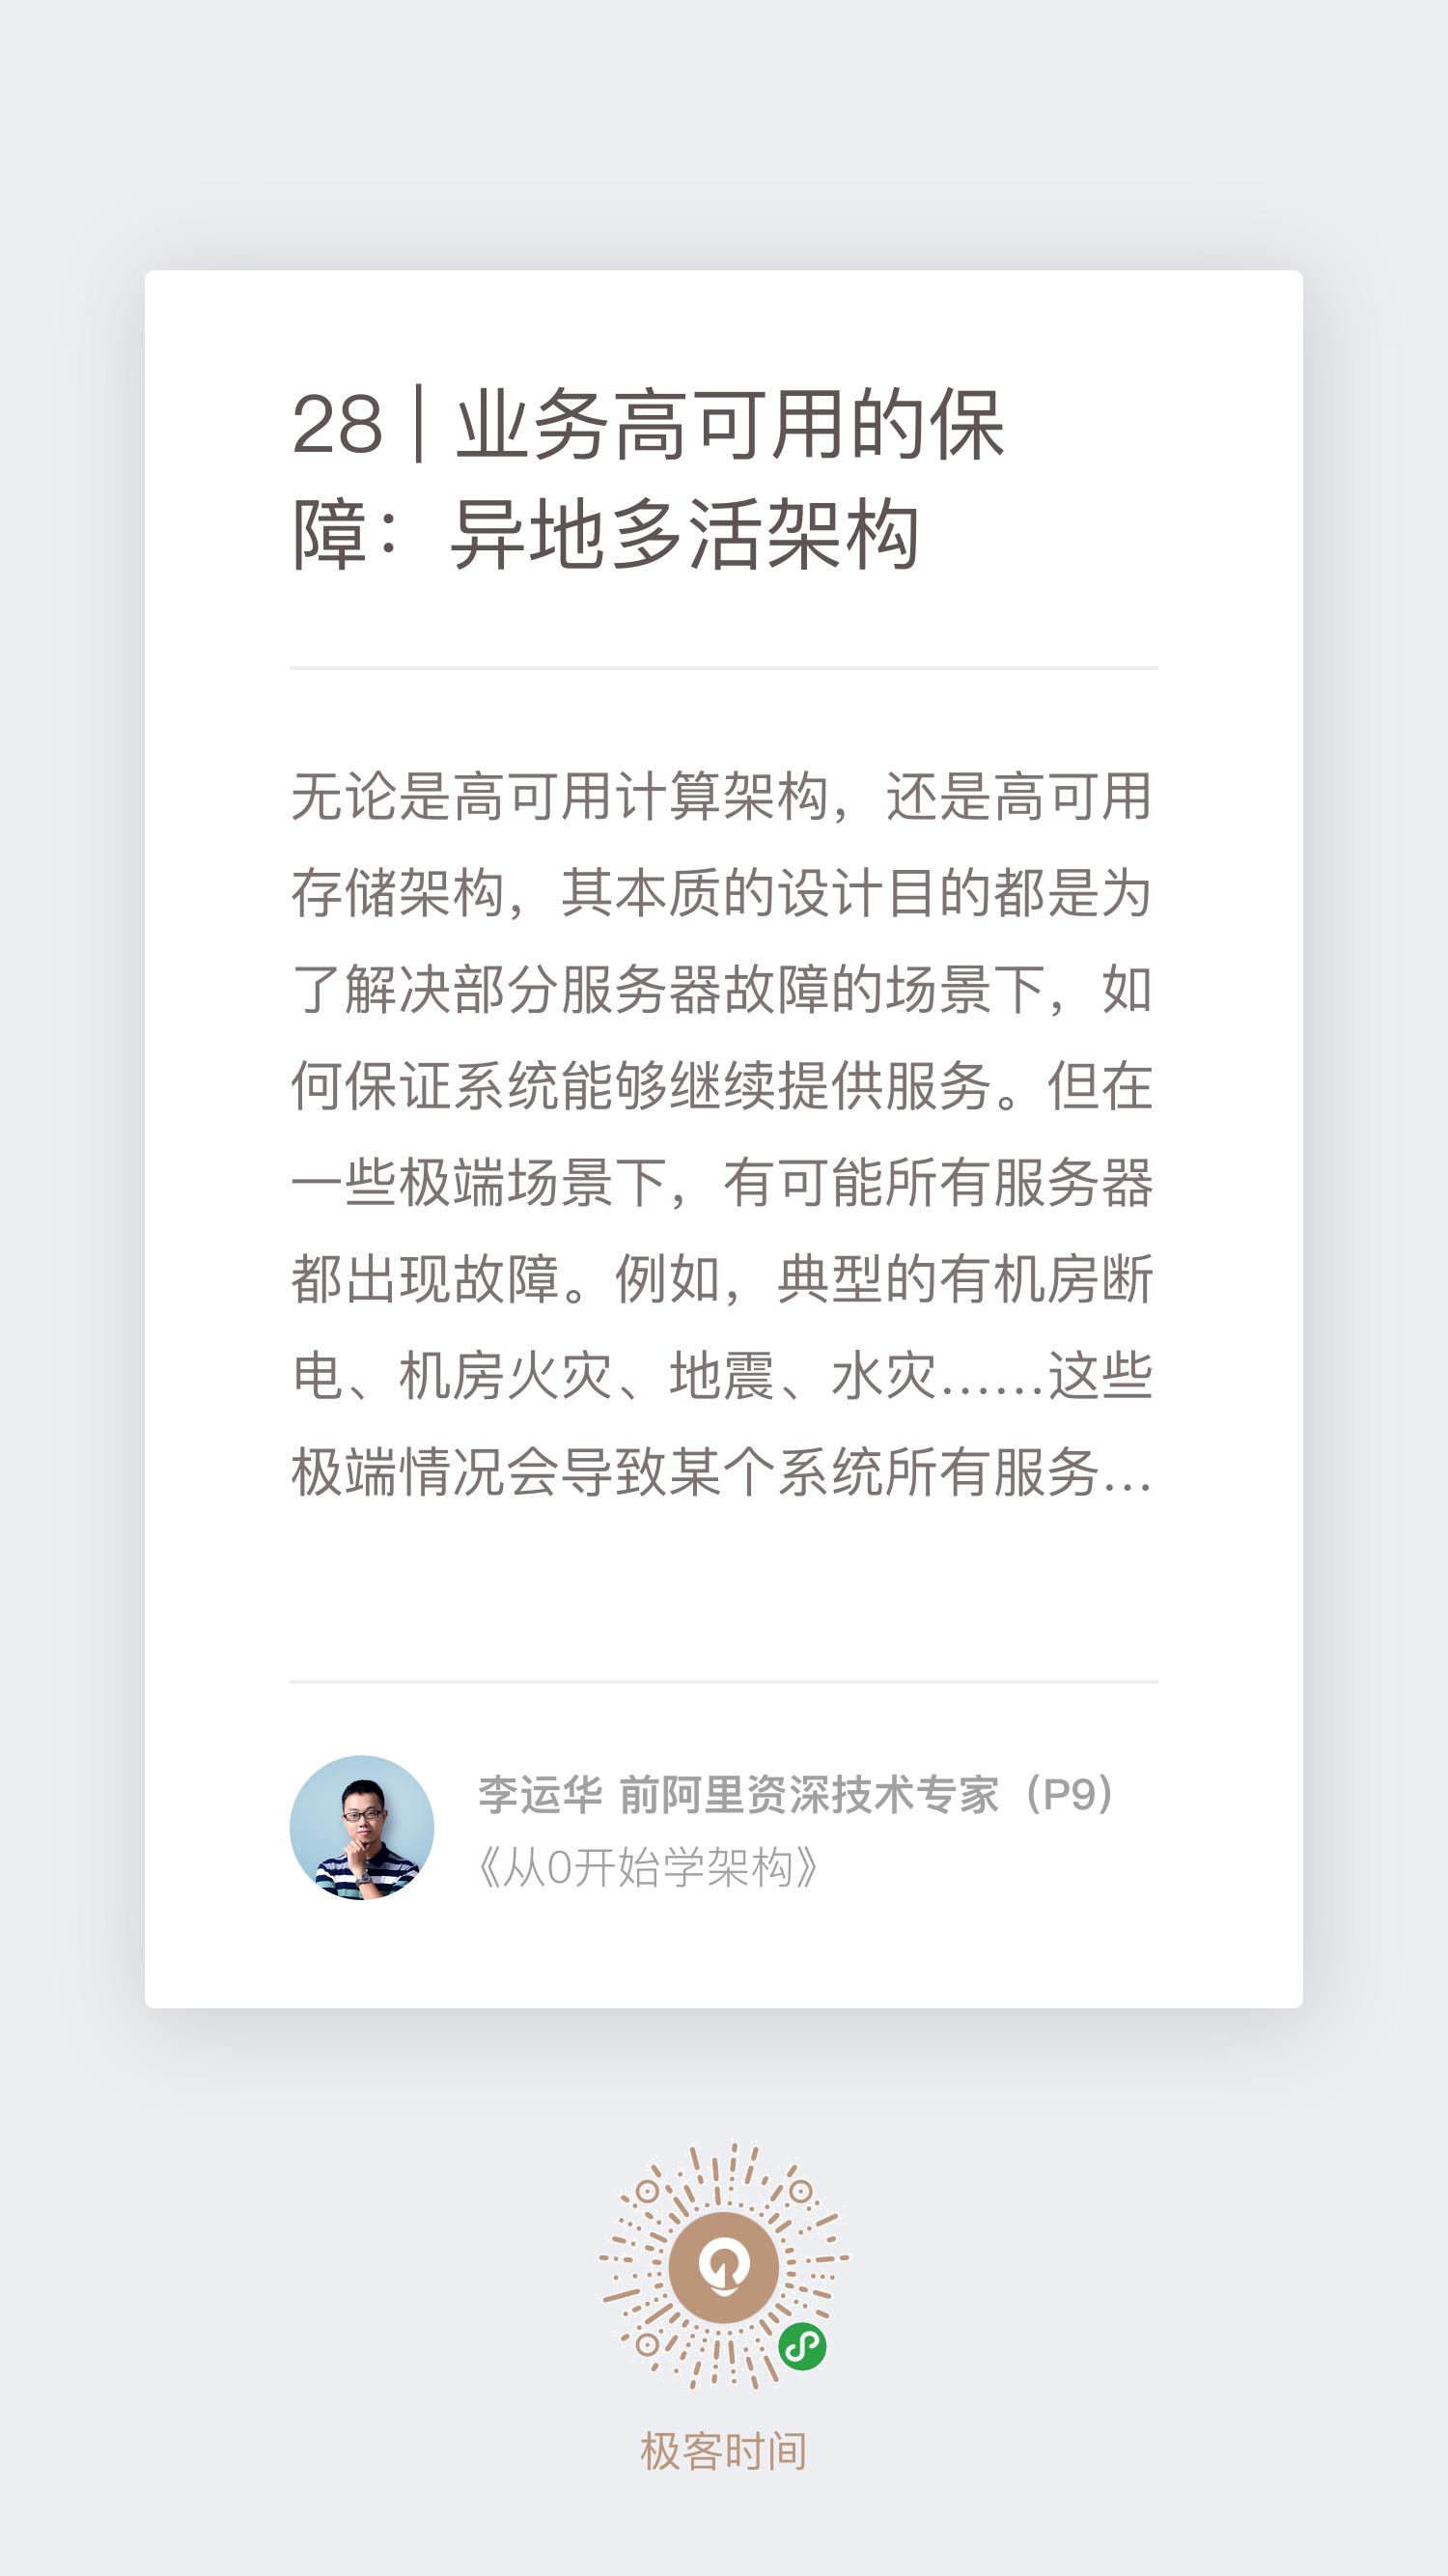 28 | 业务高可用的保
障：异地多活架构
无论是高可用计算架构，还是高可用
存储架构，其本质的设计目的都是为
了解决部分服务器故障的场景下，如
何保证系统能够继续提供服务。但在
一些极端场景下，有可能所有服务器
都出现故障。例如，典型的有机房断
电、机房火灾、地震、水灾……这些
极端情况会导致某个系统所有服务…
李运华 前阿里资深技术专家（P9）
《从0开始学架构》
极客时间